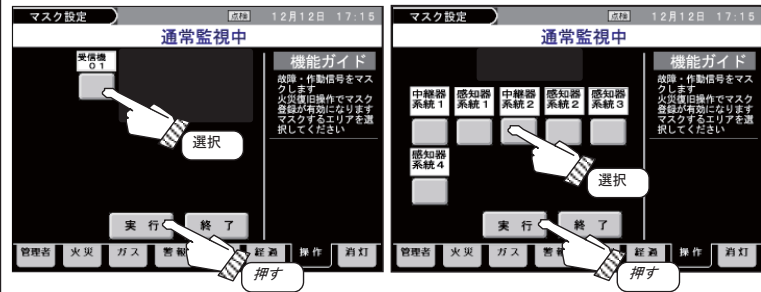 マスク設定
点検
12月12日 17:15
通常監視中
受信機
01
機能ガイド
故障・作動信号をマス
クします
火災復旧操作でマスク
登録が有効になります
マスクするエリアを選
択してください
選択
実 行
終 了
管理者
火災
ガス
警報
経過
操作
消灯
押す
マスク設定
点検
12月12日 17:15
通常監視中
中継器
系統1
感知器
系統1
中継器
系統2
感知器
系統2
感知器
系統3
機能ガイド
故障・作動信号をマス
クします
火災復旧操作でマスク
登録が有効になります
マスクするエリアを選
択してください
感知器
系統4
選択
実 行
終 了
管理者
火災
ガス
経過
操作
消灯
押す